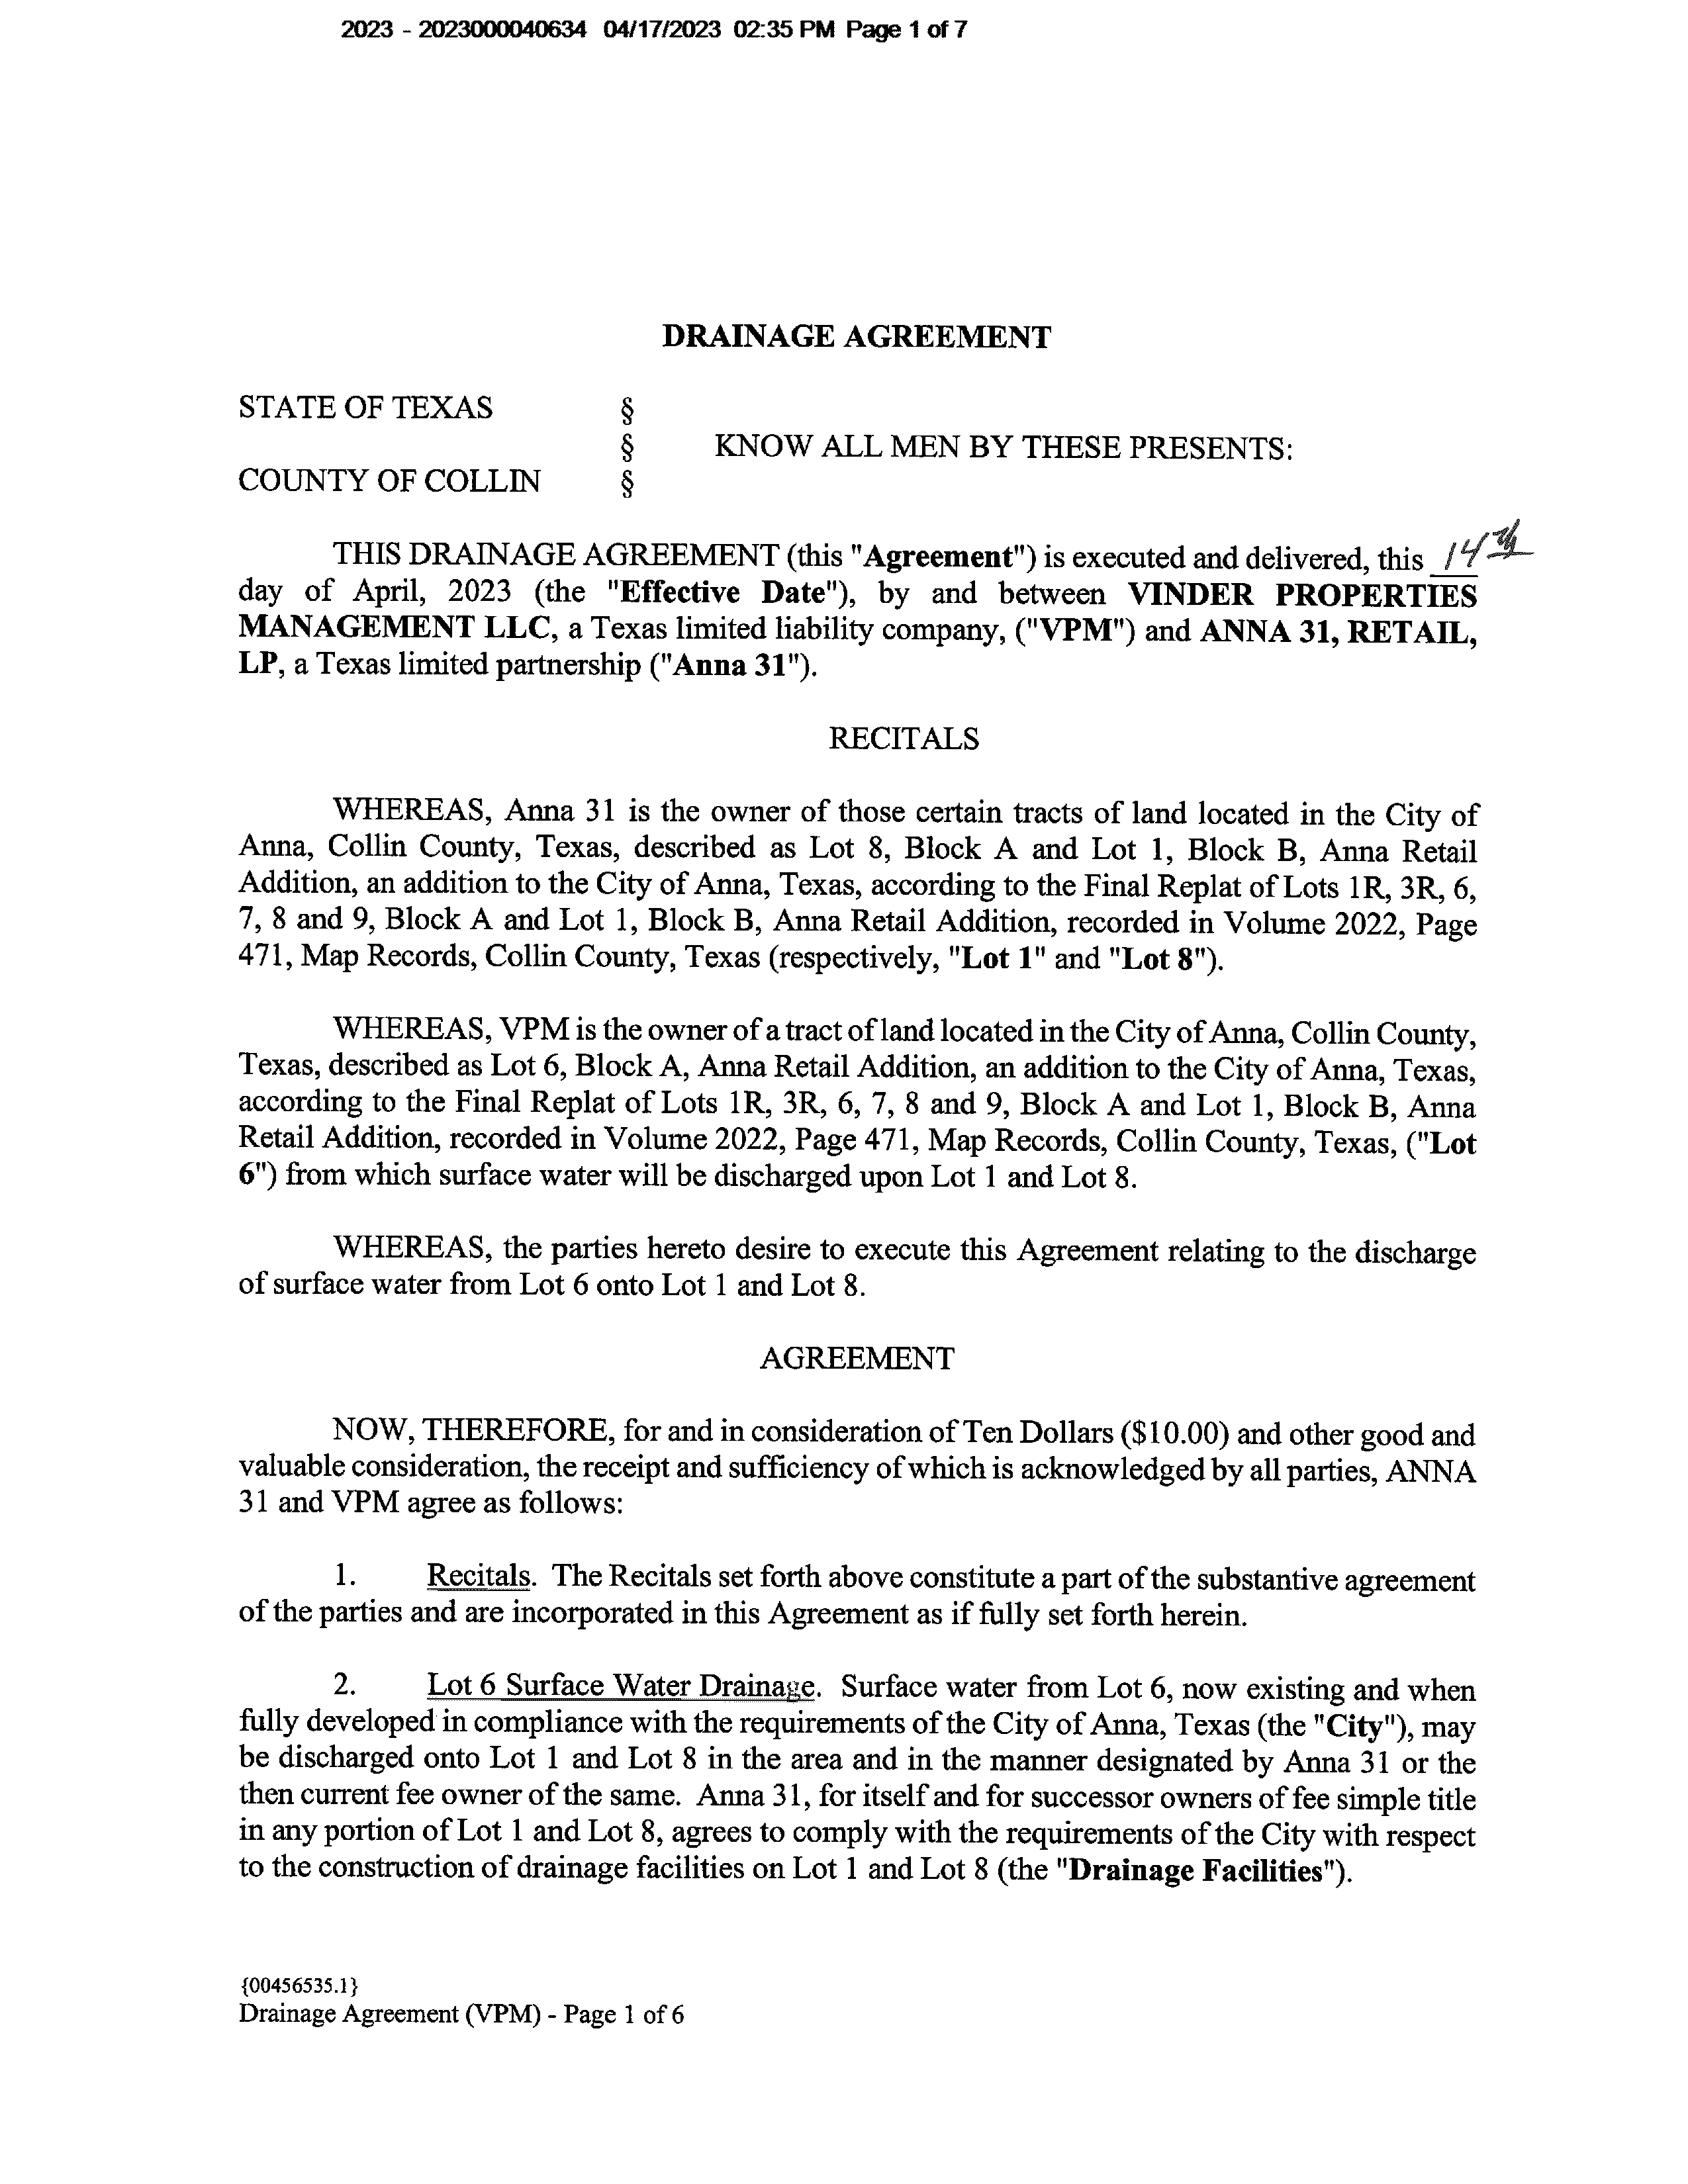 2023 - 2023000040634 04/17/2023 02:35 PM Page 1 of 7
DRAINAGE AGREEMENT
STATE OF TEXAS §
§ KNOW ALL MEN BY THESE PRESENTS:
COUNTY OF COLLIN §
THIS DRAINAGE AGREEMENT (this "Agreement") is executed and delivered, this 14th
day of April, 2023 (the "Effective Date"), by and between VINDER PROPERTIES
MANAGEMENT LLC, a Texas limited liability company, ("VPM") and ANNA 31, RETAIL,
LP, a Texas limited partnership ("Anna 31").
RECITALS
WHEREAS, Anna 31 is the owner of those certain tracts of land located in the City of
Anna, Collin County, Texas, described as Lot 8, Block A and Lot 1, Block B, Anna Retail
Addition, an addition to the City of Anna, Texas, according to the Final Replat of Lots 1R, 3R, 6,
7, 8 and 9, Block A and Lot 1, Block B, Anna Retail Addition, recorded in Volume 2022, Page
471, Map Records, Collin County, Texas (respectively, "Lot 1" and "Lot 8").
WHEREAS, VPM is the owner of a tract of land located in the City of Anna, Collin County,
Texas, described as Lot 6, Block A, Anna Retail Addition, an addition to the City of Anna, Texas,
according to the Final Replat of Lots 1R, 3R, 6, 7, 8 and 9, Block A and Lot 1, Block B, Anna
Retail Addition, recorded in Volume 2022, Page 471, Map Records, Collin County, Texas, ("Lot
6") from which surface water will be discharged upon Lot 1 and Lot 8.
WHEREAS, the parties hereto desire to execute this Agreement relating to the discharge
of surface water from Lot 6 onto Lot 1 and Lot 8.
AGREEMENT
NOW, THEREFORE, for and in consideration of Ten Dollars ($10.00) and other good and
valuable consideration, the receipt and sufficiency of which is acknowledged by all parties, ANNA
31 and VPM agree as follows:
1. Recitals. The Recitals set forth above constitute a part of the substantive agreement
of the parties and are incorporated in this Agreement as if fully set forth herein.
2. Lot 6 Surface Water Drainage. Surface water from Lot 6, now existing and when
fully developed in compliance with the requirements of the City of Anna, Texas (the "City"), may
be discharged onto Lot 1 and Lot 8 in the area and in the manner designated by Anna 31 or the
then current fee owner of the same. Anna 31, for itself and for successor owners of fee simple title
in any portion of Lot 1 and Lot 8, agrees to comply with the requirements of the City with respect
to the construction of drainage facilities on Lot 1 and Lot 8 (the "Drainage Facilities").
{00456535.1}
Drainage Agreement (VPM) - Page 1 of 6